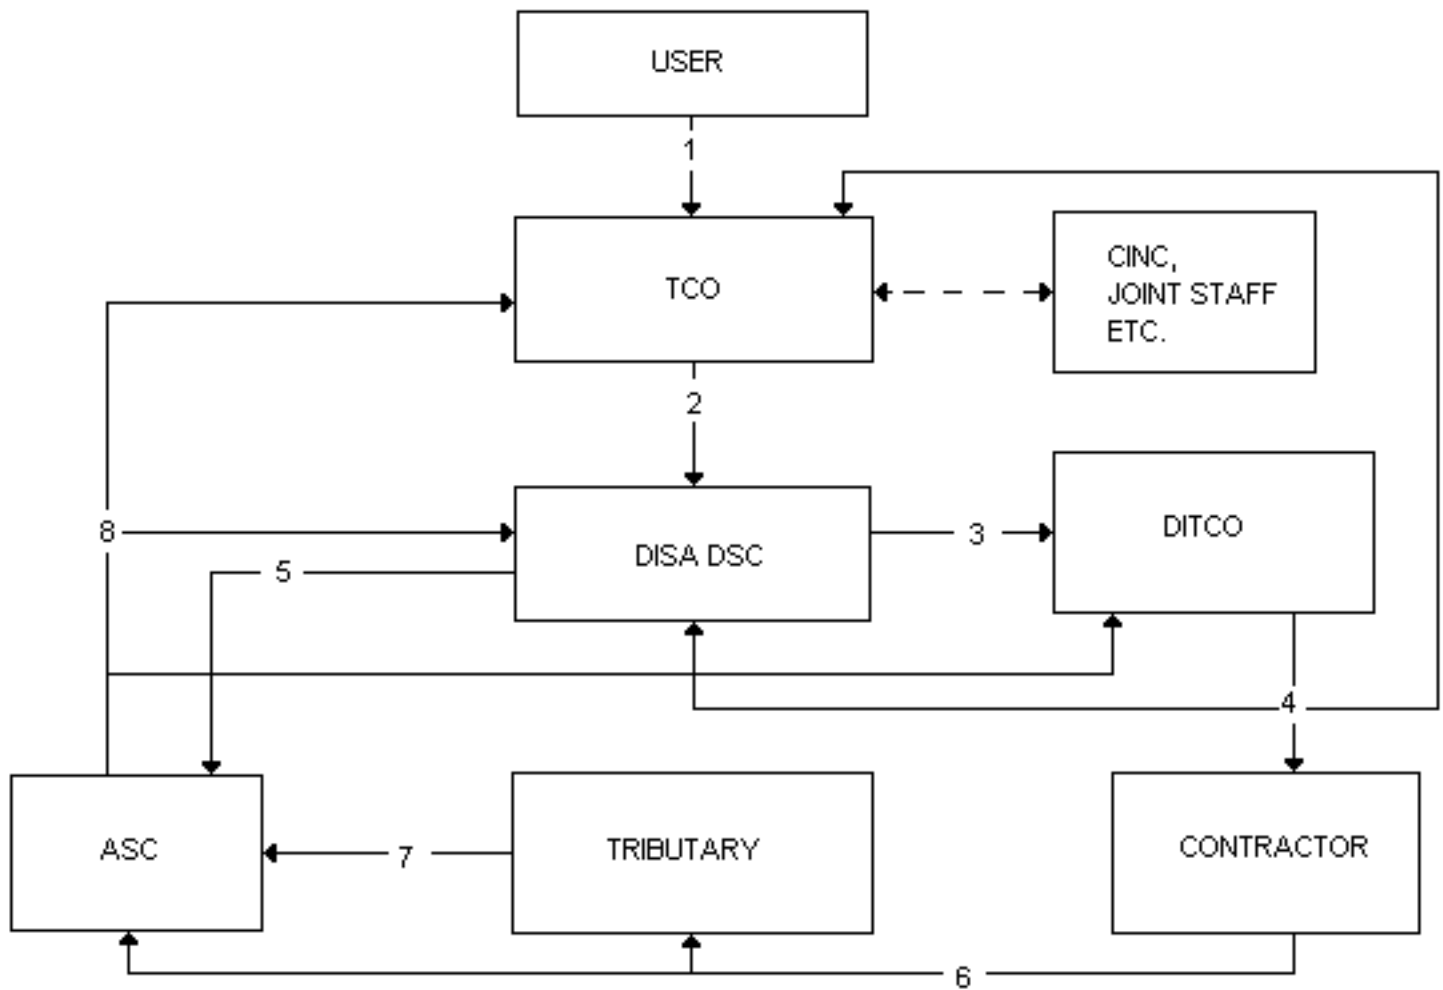 USER
1
TCO
CINC,
JOINT STAFF
ETC.
2
8
DISA DSC
3
DITCO
5
4
ASC
7
TRIBUTARY
CONTRACTOR
6